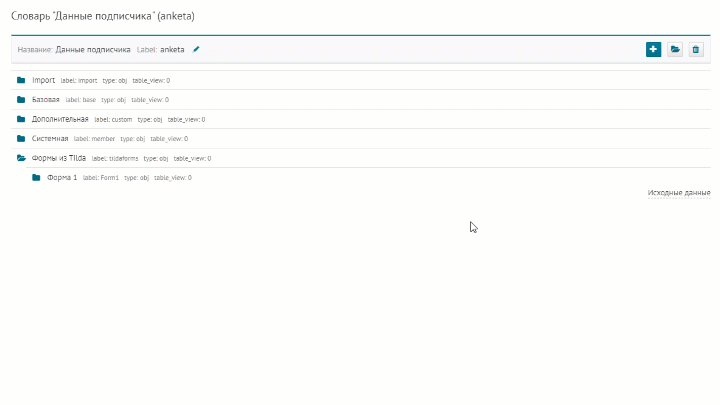 Словарь "Данные подписчика" (anketa)
Название: Данные подписчика Label: anketa
Import label: import type: obj table_view: 0
Базовая label: base type: obj table_view: 0
Дополнительная label: custom type: obj table_view: 0
Системная label: member type: obj table_view: 0
Формы из Tilda label: tildaforms type: obj table_view: 0
Форма 1 label: Form1 type: obj table_view: 0
Исходные данные